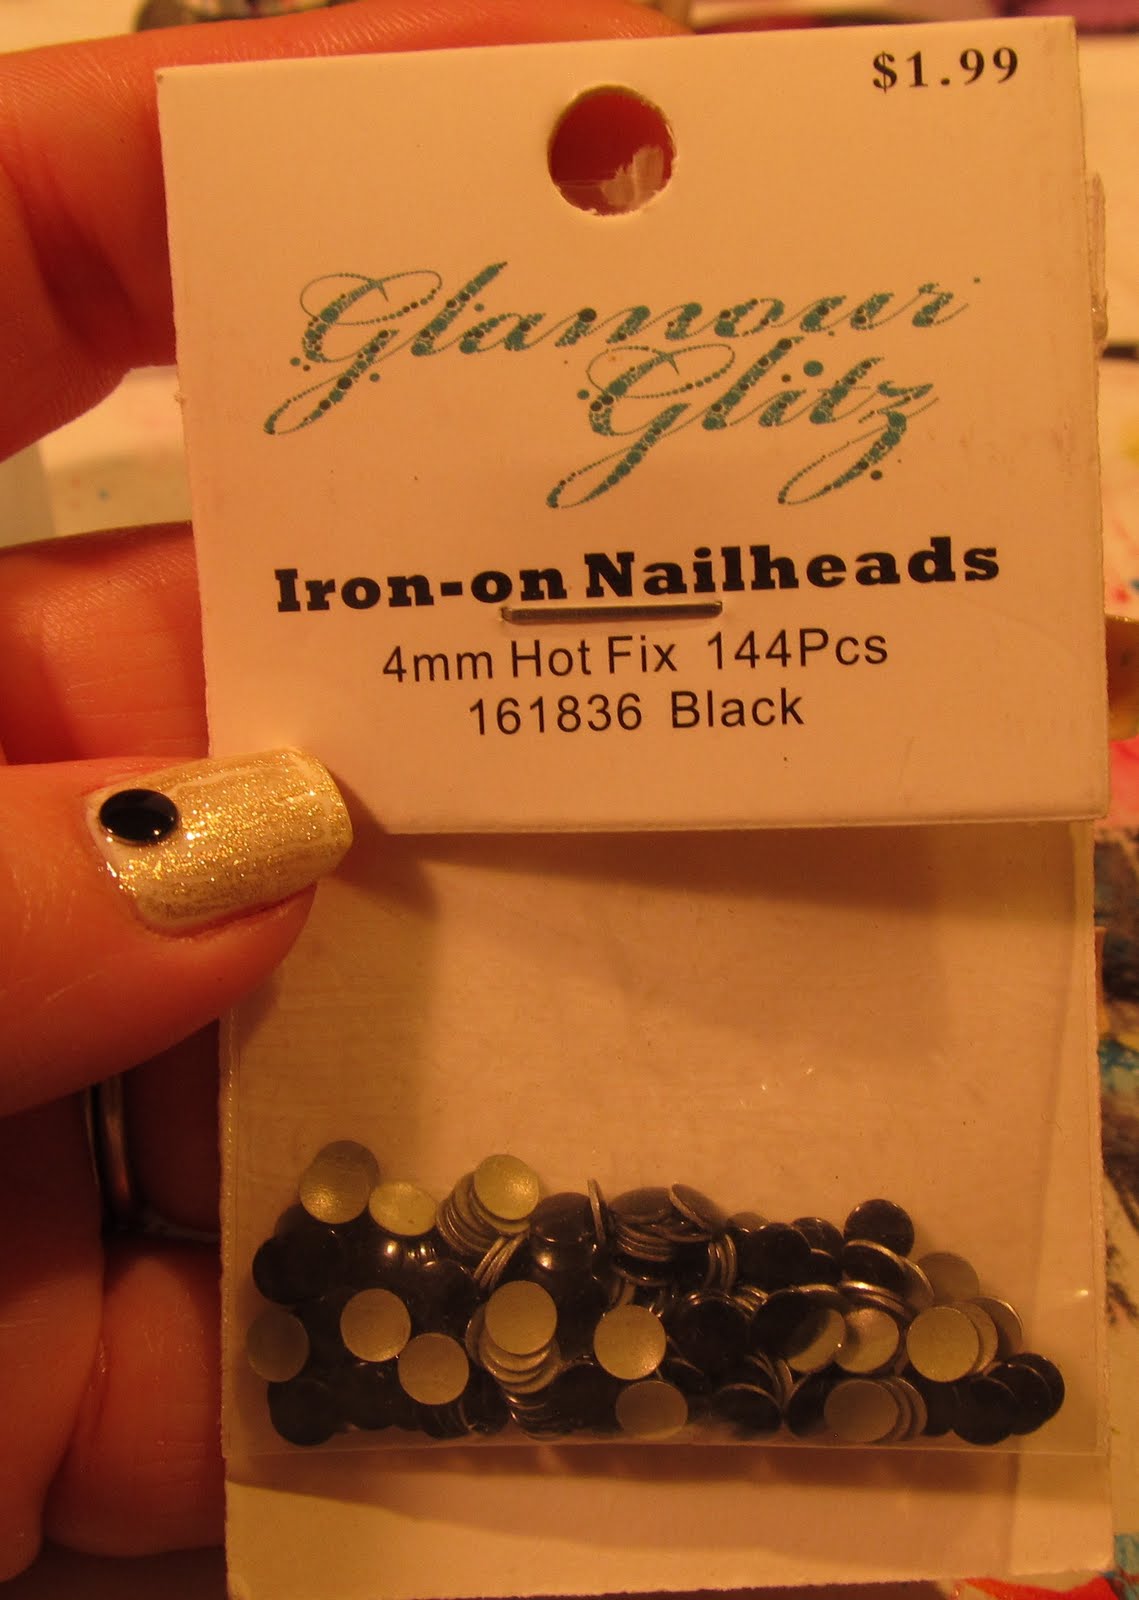 $1.99
Glamour
Glitz
Iron-on Nailheads
4mm Hot Fix 144Pcs
161836 Black